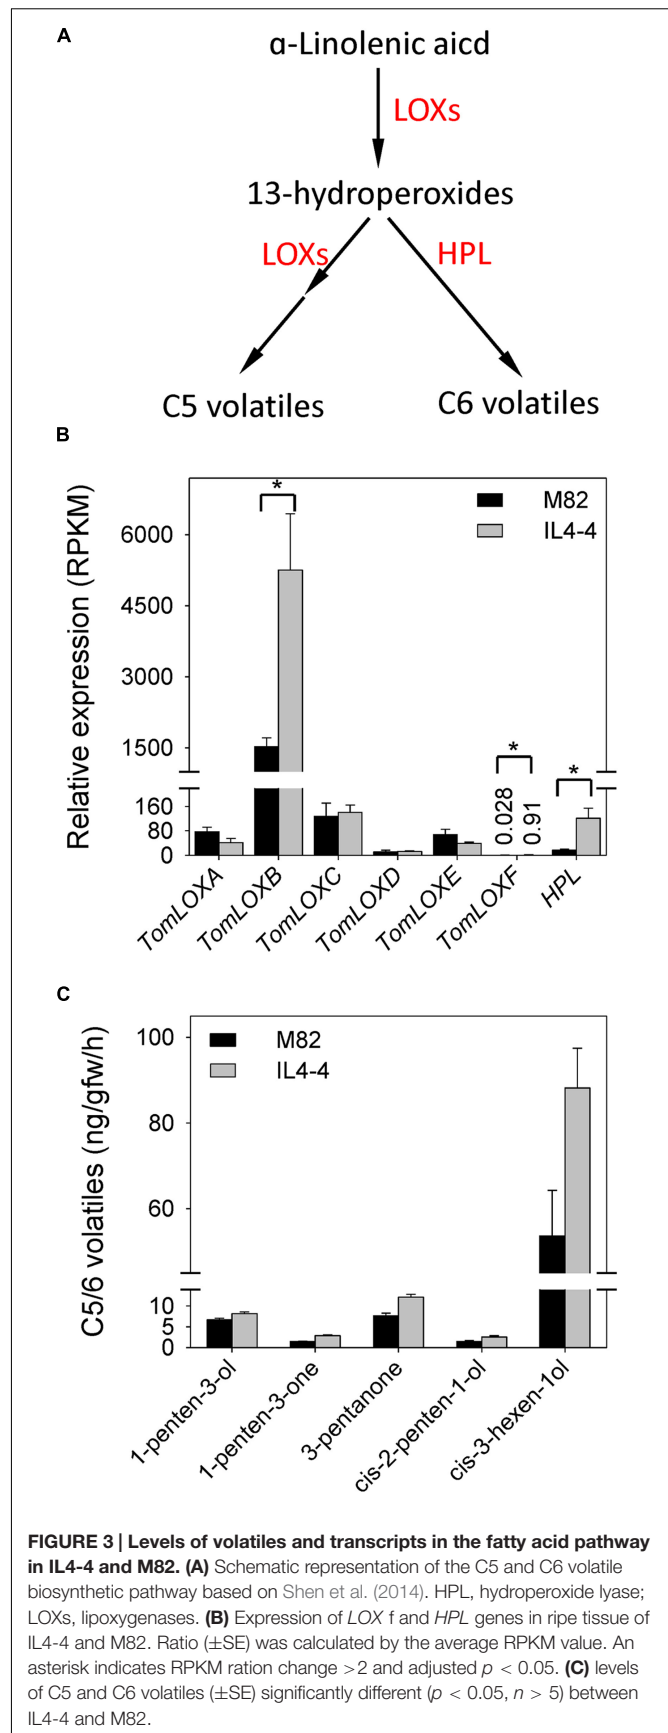 A
α-Linolenic aicd
LOXs
13-hydroperoxides
LOXs
HPL
C5 volatiles
C6 volatiles
B
Relative expression (RPKM)
6000
4500
3000
1500
160
80
0
*
M82
IL4-4
*
*
0.028
0.91
TomLOXA
TomLOXB
TomLOXC
TomLOXD
TomLOXE
TomLOXF
HPL
C
C5/6 volatiles (ng/gfw/h)
100
80
60
10
5
0
M82
IL4-4
1-penten-3-ol
1-penten-3-one
3-pentanone
cis-2-penten-1-ol
cis-3-hexen-1ol
FIGURE 3 | Levels of volatiles and transcripts in the fatty acid pathway
in IL4-4 and M82. (A) Schematic representation of the C5 and C6 volatile
biosynthetic pathway based on Shen et al. (2014). HPL, hydroperoxide lyase;
LOXs, lipoxygenases. (B) Expression of LOX f and HPL genes in ripe tissue of
IL4-4 and M82. Ratio (±SE) was calculated by the average RPKM value. An
asterisk indicates RPKM ration change >2 and adjusted p < 0.05. (C) levels
of C5 and C6 volatiles (±SE) significantly different (p < 0.05, n > 5) between
IL4-4 and M82.